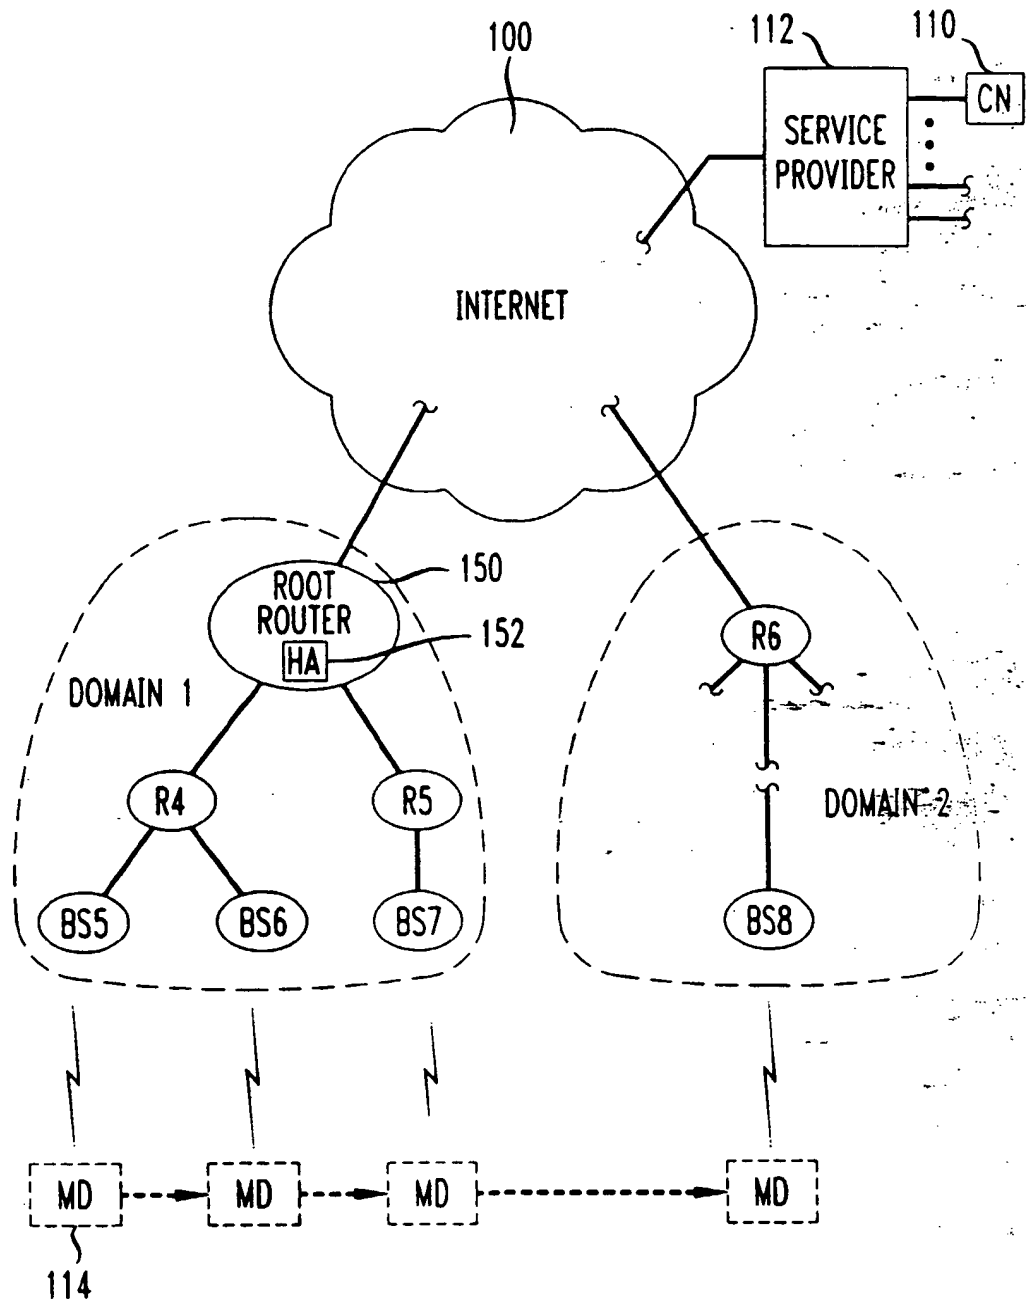 100
112
110
CN
SERVICE
PROVIDER
INTERNET
ROOT
ROUTER
HA
150
152
R6
DOMAIN 1
R4
R5
DOMAIN 2
BS5
BS6
BS7
BS8
MD
MD
MD
MD
114